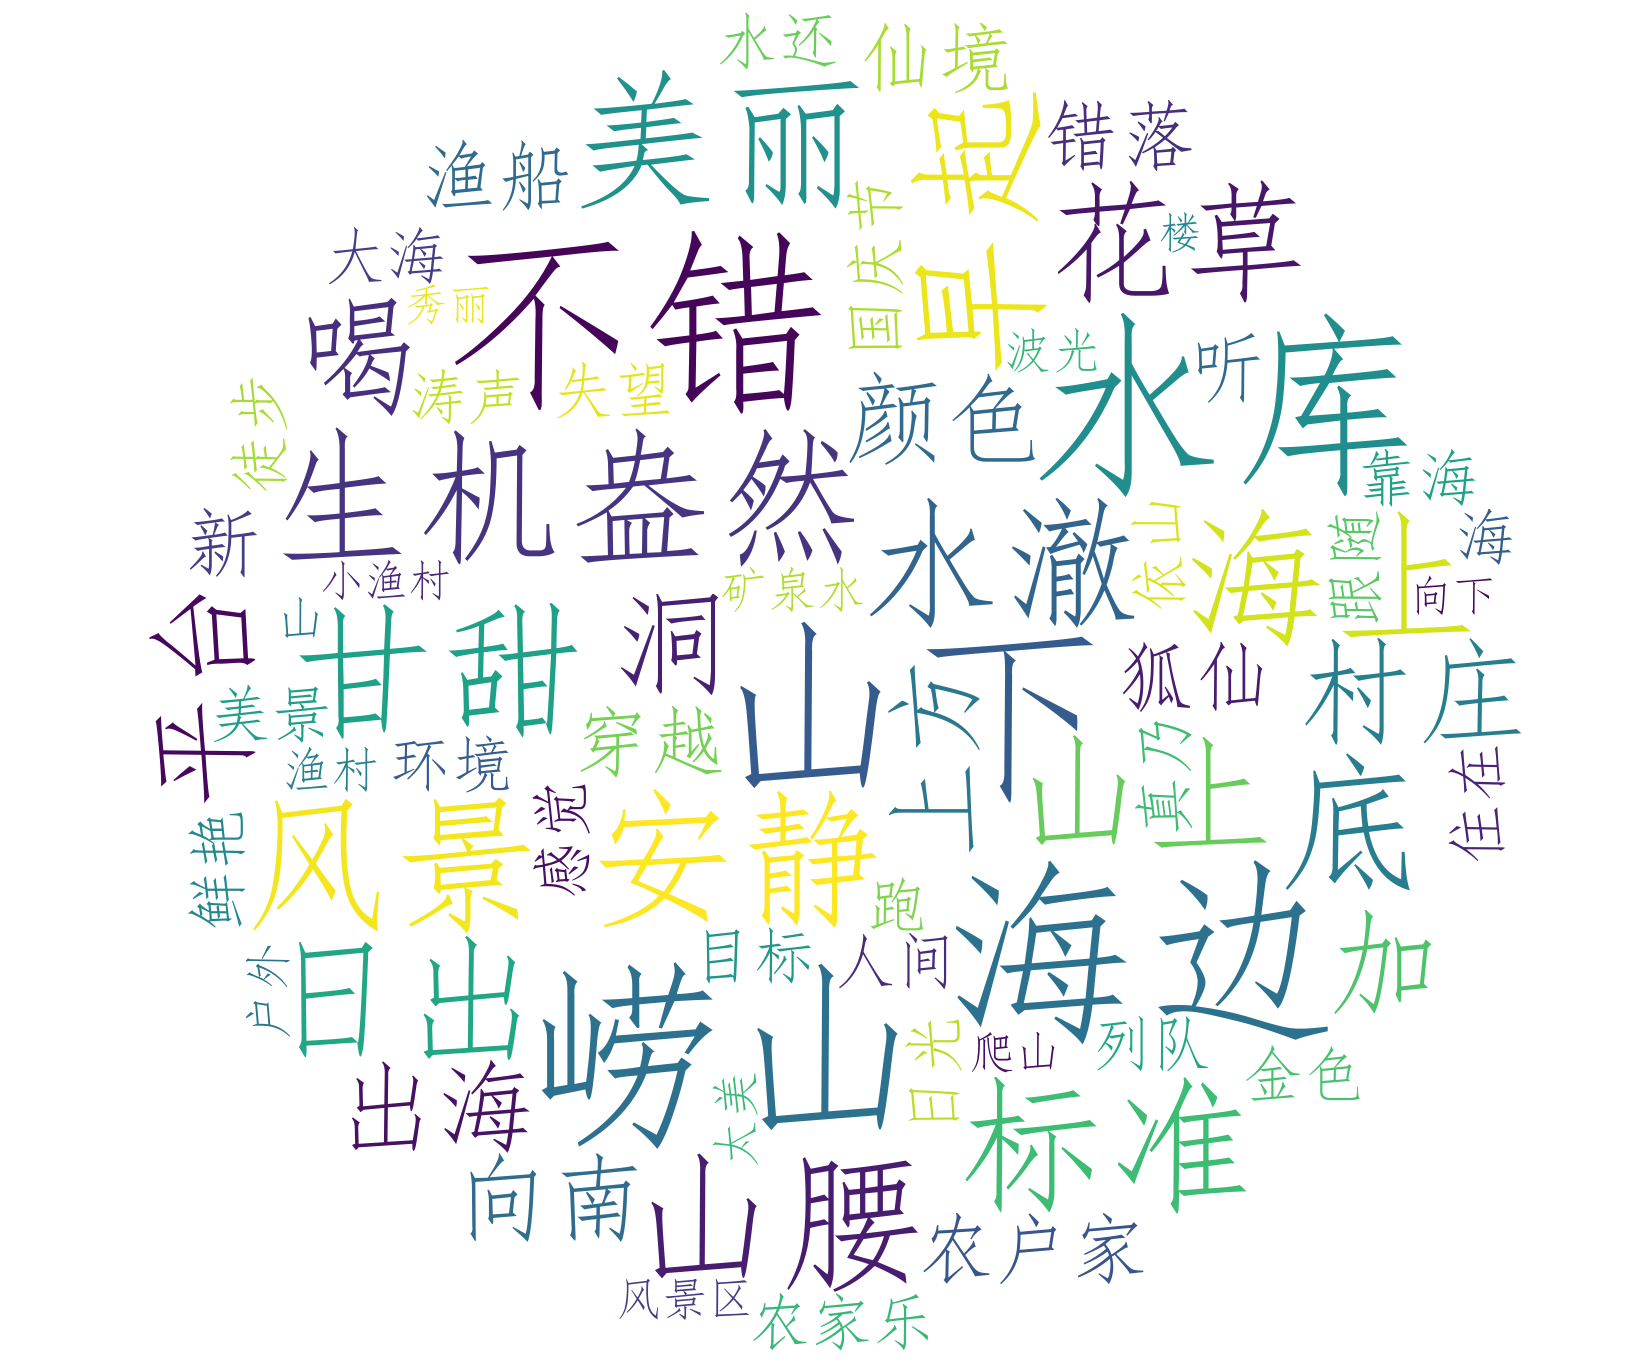 水还
仙境
美丽
早起
错落
渔船
花草
国庆节
楼
大海
不错
秀丽
喝
水库
波光
听
涛声
失望
颜色
徒步
生机盎然
靠海
新
水澈
依山
海上
跟随
海
小渔村
矿泉水
向下
平台
山
甘甜
洞
山下
上方
狐仙
村庄
美景
穿越
渔村
环境
真乃
山上
住在
底
鲜艳
风景
感觉
安静
跑
海边
户外
日出
目标
人间
加
崂山
日光
爬山
列队
金色
出海
太美
标准
向南
山腰
农户家
风景区
农家乐